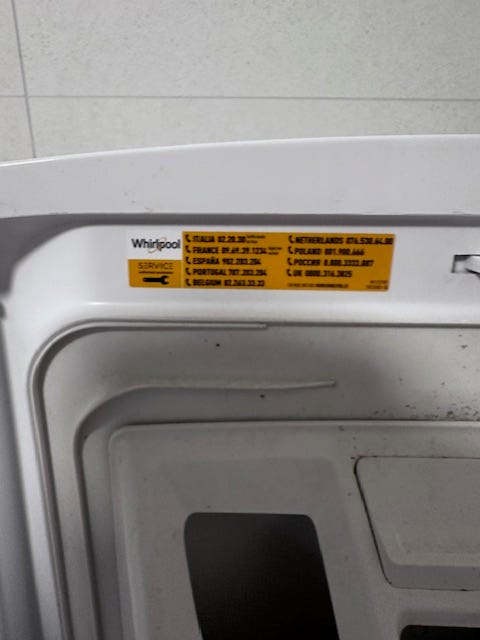 Whirlpool
SERVICE
ITALIA 02.20.30
FRANCE 09.69.39.1234
ESPAÑA 902.203.204
PORTUGAL 707.203.204
BELGIUM 02.263.33.33
NETHERLANDS 076.530.64.00
POLAND 801.900.666
РОССИЯ 8.800.3333.887
UK 0800.316.3825